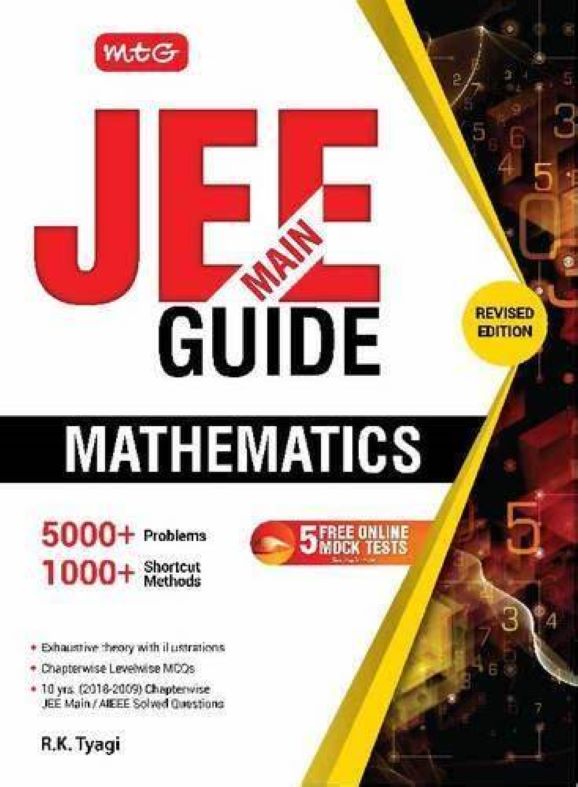 mtG
JEE
MAIN
GUIDE
REVISED
EDITION
MATHEMATICS
5000+ Problems
1000+ Shortcut
Methods
5 FREE ONLINE
MOCK TESTS
• Exhaustive theory with illustrations
• Chapterwise Levelwise MCQs
• 10 yrs. (2018-2009) Chapterwise
JEE Main / AIEEE Solved Questions
R.K. Tyagi